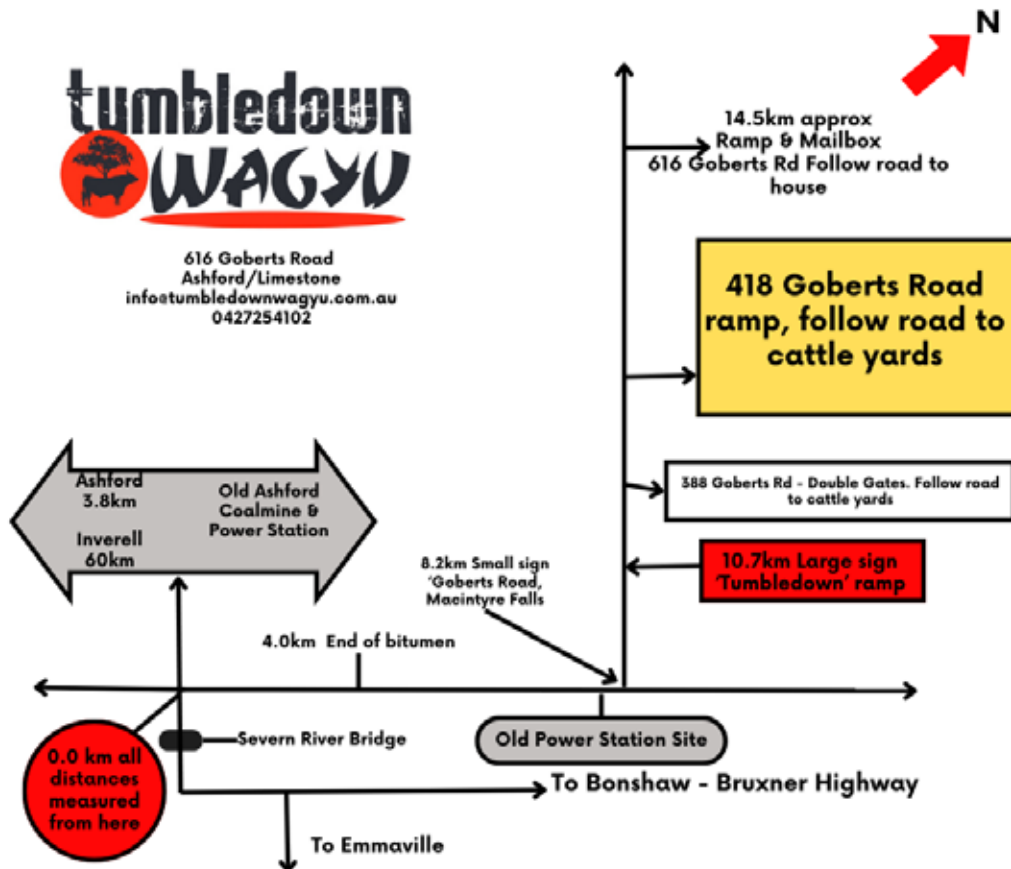 N
tumbledown
WAGYU
616 Goberts Road
Ashford/Limestone
info@tumbledownwagyu.com.au
0427254102
14.5km approx
Ramp & Mailbox
616 Goberts Rd Follow road to
house
418 Goberts Road
ramp, follow road to
cattle yards
388 Goberts Rd - Double Gates. Follow road
to cattle yards
10.7km Large sign
'Tumbledown' ramp
Ashford
3.8km
Inverell
60km
Old Ashford
Coalmine &
Power Station
8.2km Small sign
'Goberts Road,
Macintyre Falls
4.0km End of bitumen
0.0 km all
distances
measured
from here
Severn River Bridge
Old Power Station Site
To Bonshaw - Bruxner Highway
To Emmaville